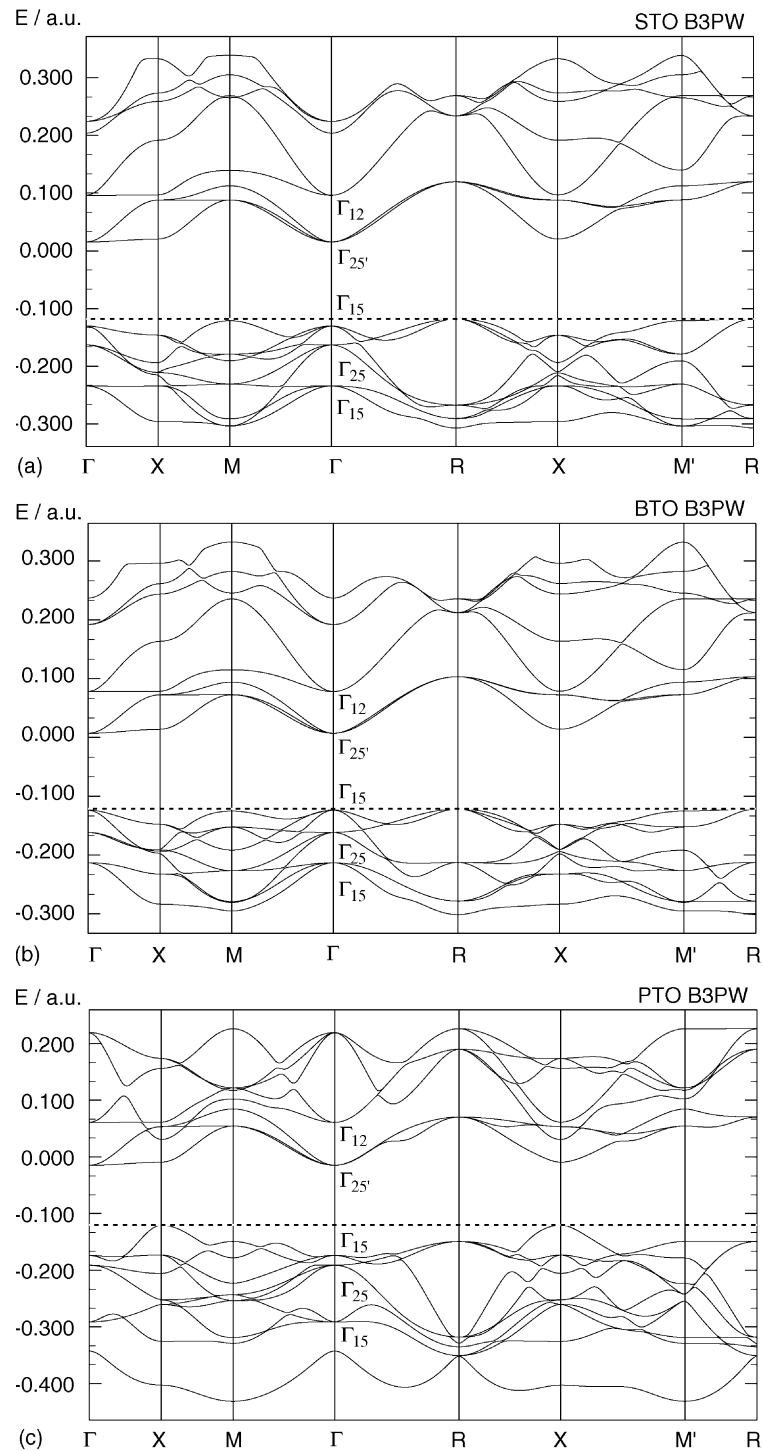 E / a.u. STO B3PW
0.300
0.200
0.100
Γ12
0.000
Γ25'
Γ15
-0.100
-0.200
Γ25
Γ15
-0.300
(a) Γ X M Γ R X M' R
E / a.u. BTO B3PW
0.300
0.200
0.100
Γ12
0.000
Γ25'
Γ15
-0.100
-0.200
Γ25
Γ15
-0.300
(b) Γ X M Γ R X M' R
E / a.u. PTO B3PW
0.200
0.100
Γ12
0.000
Γ25'
-0.100
Γ15
-0.200
Γ25
-0.300
Γ15
-0.400
(c) Γ X M Γ R X M' R